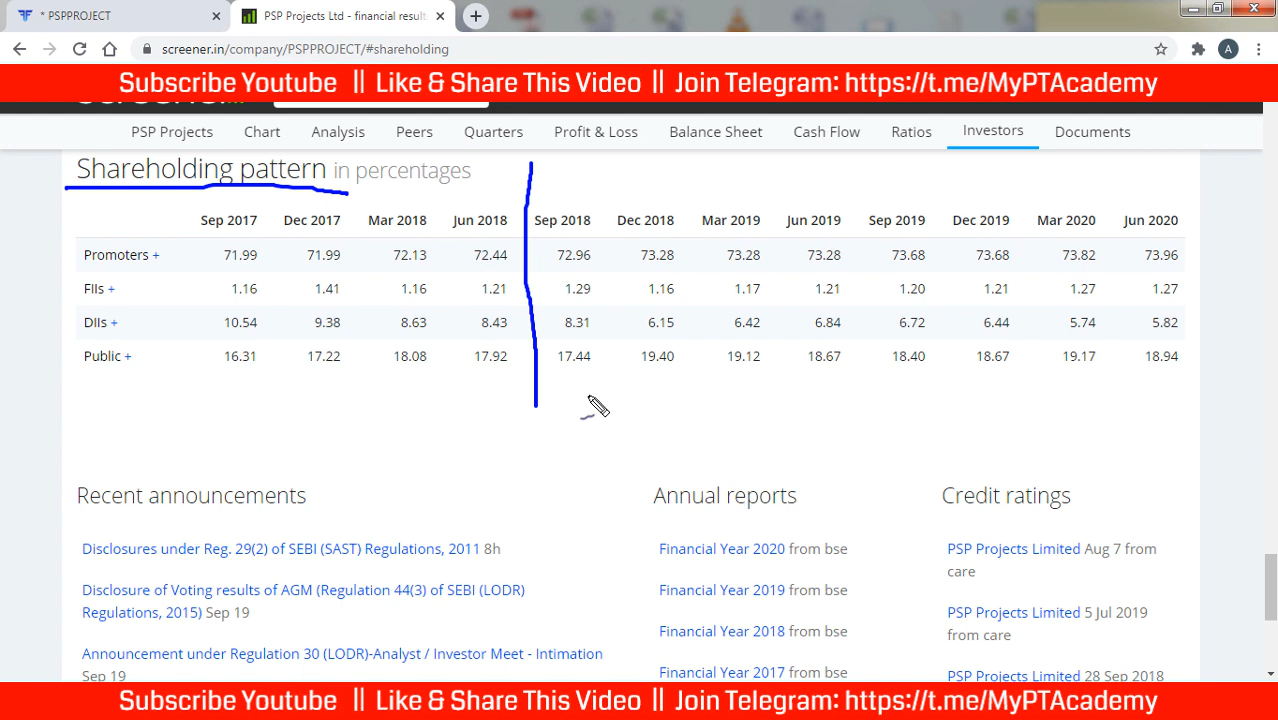 * PSPPROJECT
PSP Projects Ltd - financial result
screener.in/company/PSPPROJECT/#shareholding
A
Subscribe Youtube || Like & Share This Video || Join Telegram: https://t.me/MyPTAcademy
PSP Projects Chart Analysis Peers Quarters Profit & Loss Balance Sheet Cash Flow Ratios Investors Documents
Shareholding pattern in percentages
Sep 2017 Dec 2017 Mar 2018 Jun 2018 Sep 2018 Dec 2018 Mar 2019 Jun 2019 Sep 2019 Dec 2019 Mar 2020 Jun 2020
Promoters + 71.99 71.99 72.13 72.44 72.96 73.28 73.28 73.28 73.68 73.68 73.82 73.96
FIIs + 1.16 1.41 1.16 1.21 1.29 1.16 1.17 1.21 1.20 1.21 1.27 1.27
DIIs + 10.54 9.38 8.63 8.43 8.31 6.15 6.42 6.84 6.72 6.44 5.74 5.82
Public + 16.31 17.22 18.08 17.92 17.44 19.40 19.12 18.67 18.40 18.67 19.17 18.94
Recent announcements
Disclosures under Reg. 29(2) of SEBI (SAST) Regulations, 2011 8h
Disclosure of Voting results of AGM (Regulation 44(3) of SEBI (LODR)
Regulations, 2015) Sep 19
Announcement under Regulation 30 (LODR)-Analyst / Investor Meet - Intimation
Sep 19
Annual reports
Financial Year 2020 from bse
Financial Year 2019 from bse
Financial Year 2018 from bse
Financial Year 2017 from bse
Credit ratings
PSP Projects Limited Aug 7 from
care
PSP Projects Limited 5 Jul 2019
from care
PSP Projects Limited 28 Sep 2018
Subscribe Youtube || Like & Share This Video || Join Telegram: https://t.me/MyPTAcademy